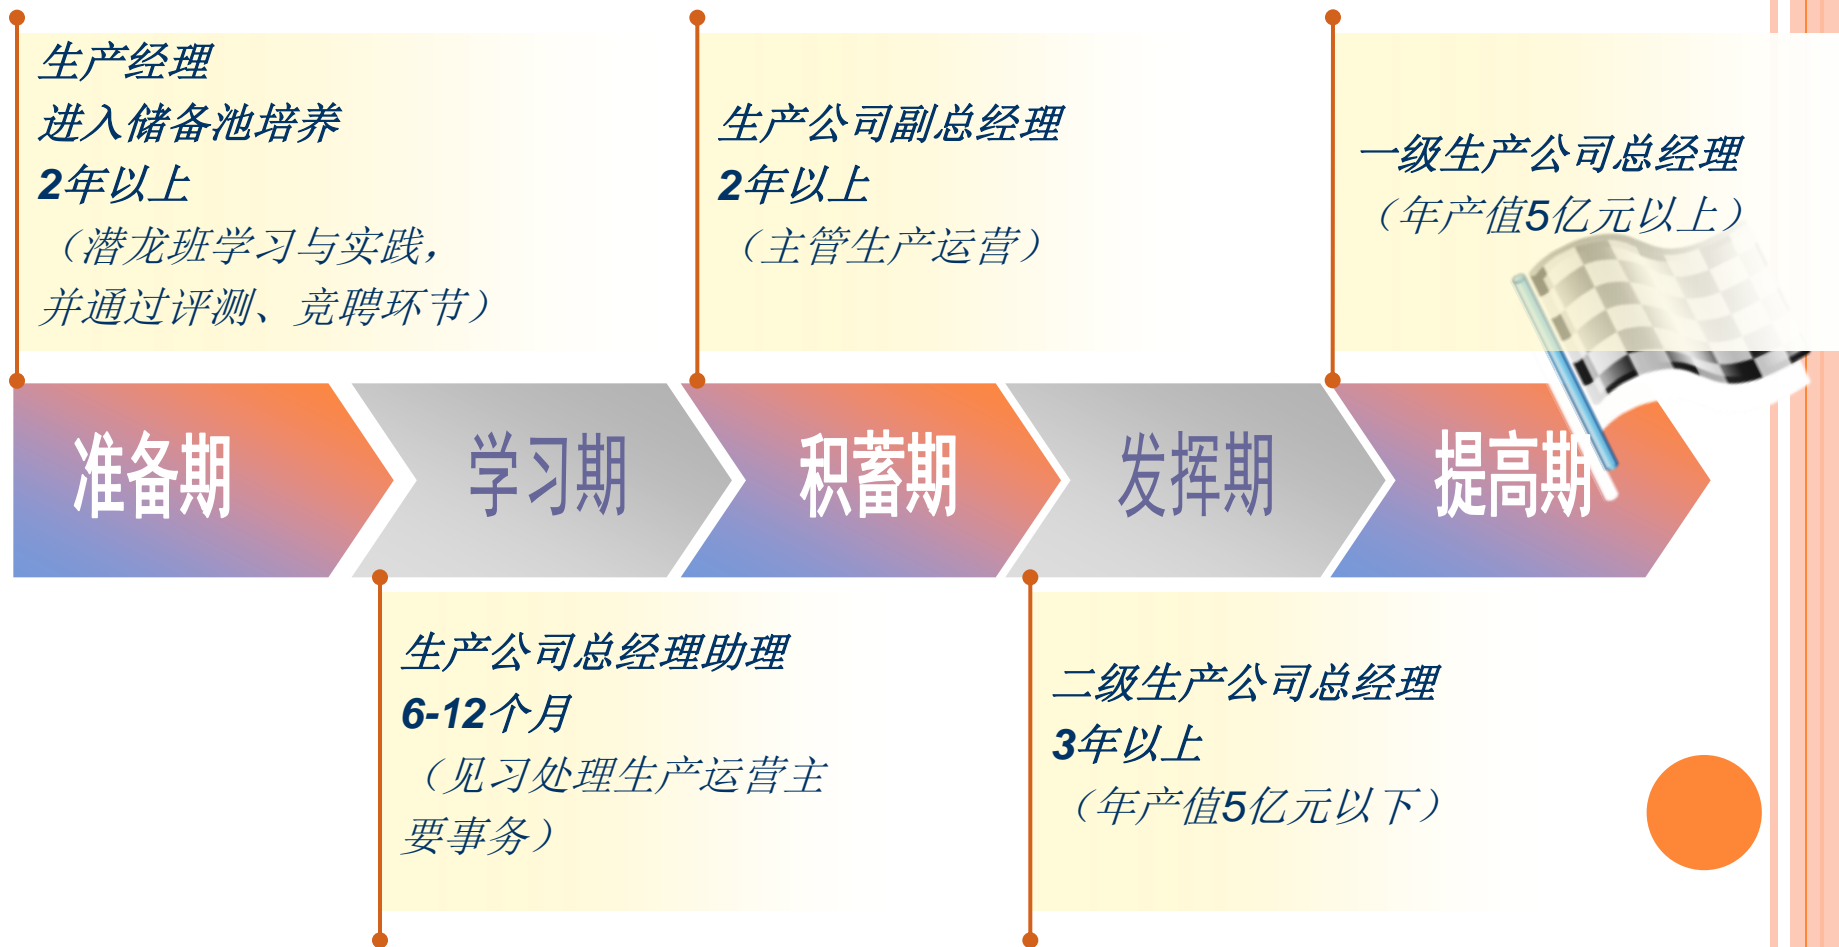 生产经理
进入储备池培养
2年以上
（潜龙班学习与实践，
并通过评测、竞聘环节）
生产公司副总经理
2年以上
（主管生产运营）
一级生产公司总经理
（年产值5亿元以上）
准备期
学习期
积蓄期
发挥期
提高期
生产公司总经理助理
6-12个月
（见习处理生产运营主
要事务）
二级生产公司总经理
3年以上
（年产值5亿元以下）